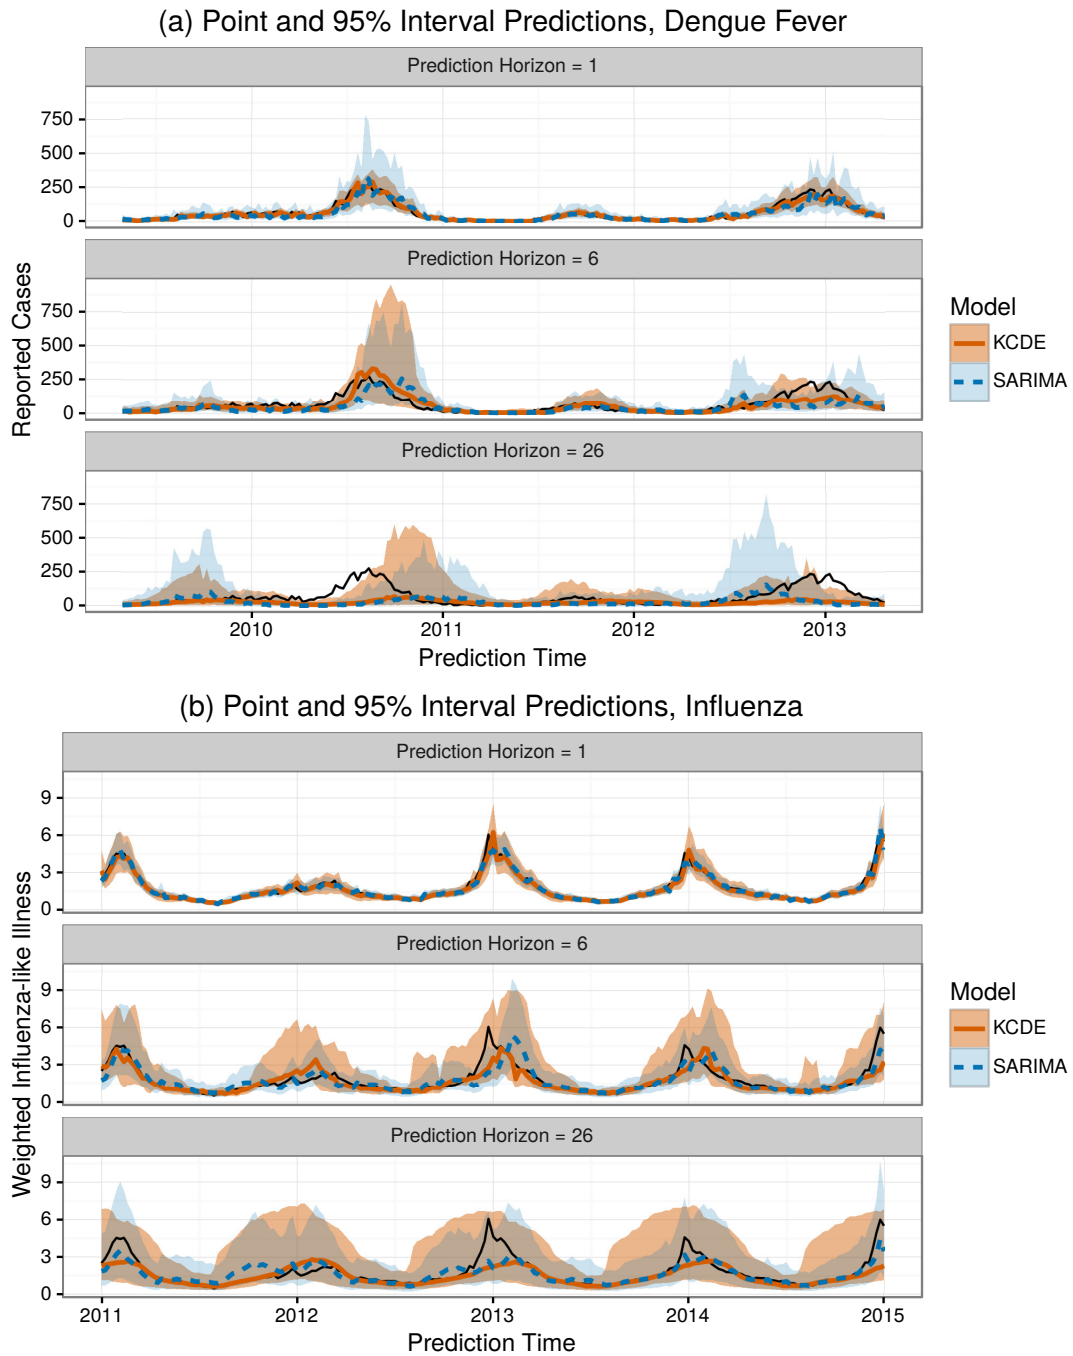 (a) Point and 95% Interval Predictions, Dengue Fever
Prediction Horizon = 1
750
500
250
0
Prediction Horizon = 6
750
500
250
0
Prediction Horizon = 26
750
500
250
0
Reported Cases
2010
2011
2012
2013
Prediction Time
Model
KCDE
SARIMA
(b) Point and 95% Interval Predictions, Influenza
Prediction Horizon = 1
9
6
3
0
Prediction Horizon = 6
9
6
3
0
Prediction Horizon = 26
9
6
3
0
Weighted Influenza-like Illness
2011
2012
2013
2014
2015
Prediction Time
Model
KCDE
SARIMA